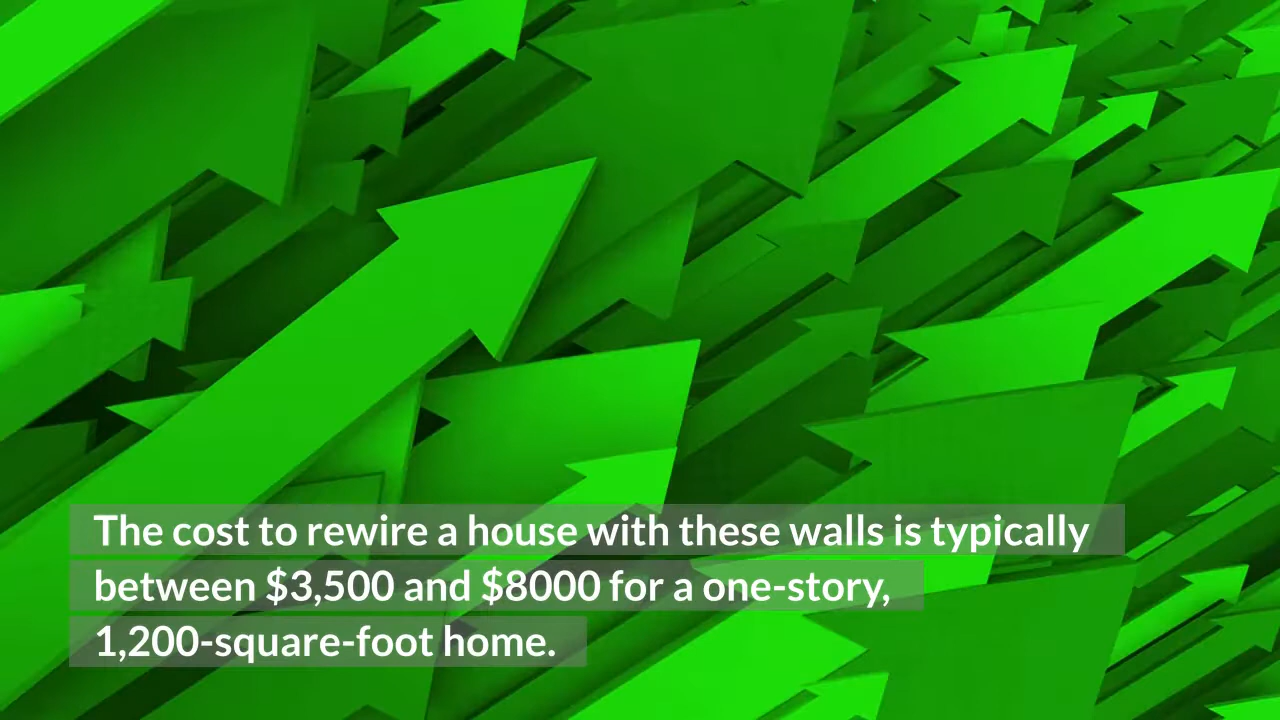 The cost to rewire a house with these walls is typically
between $3,500 and $8000 for a one-story,
1,200-square-foot home.